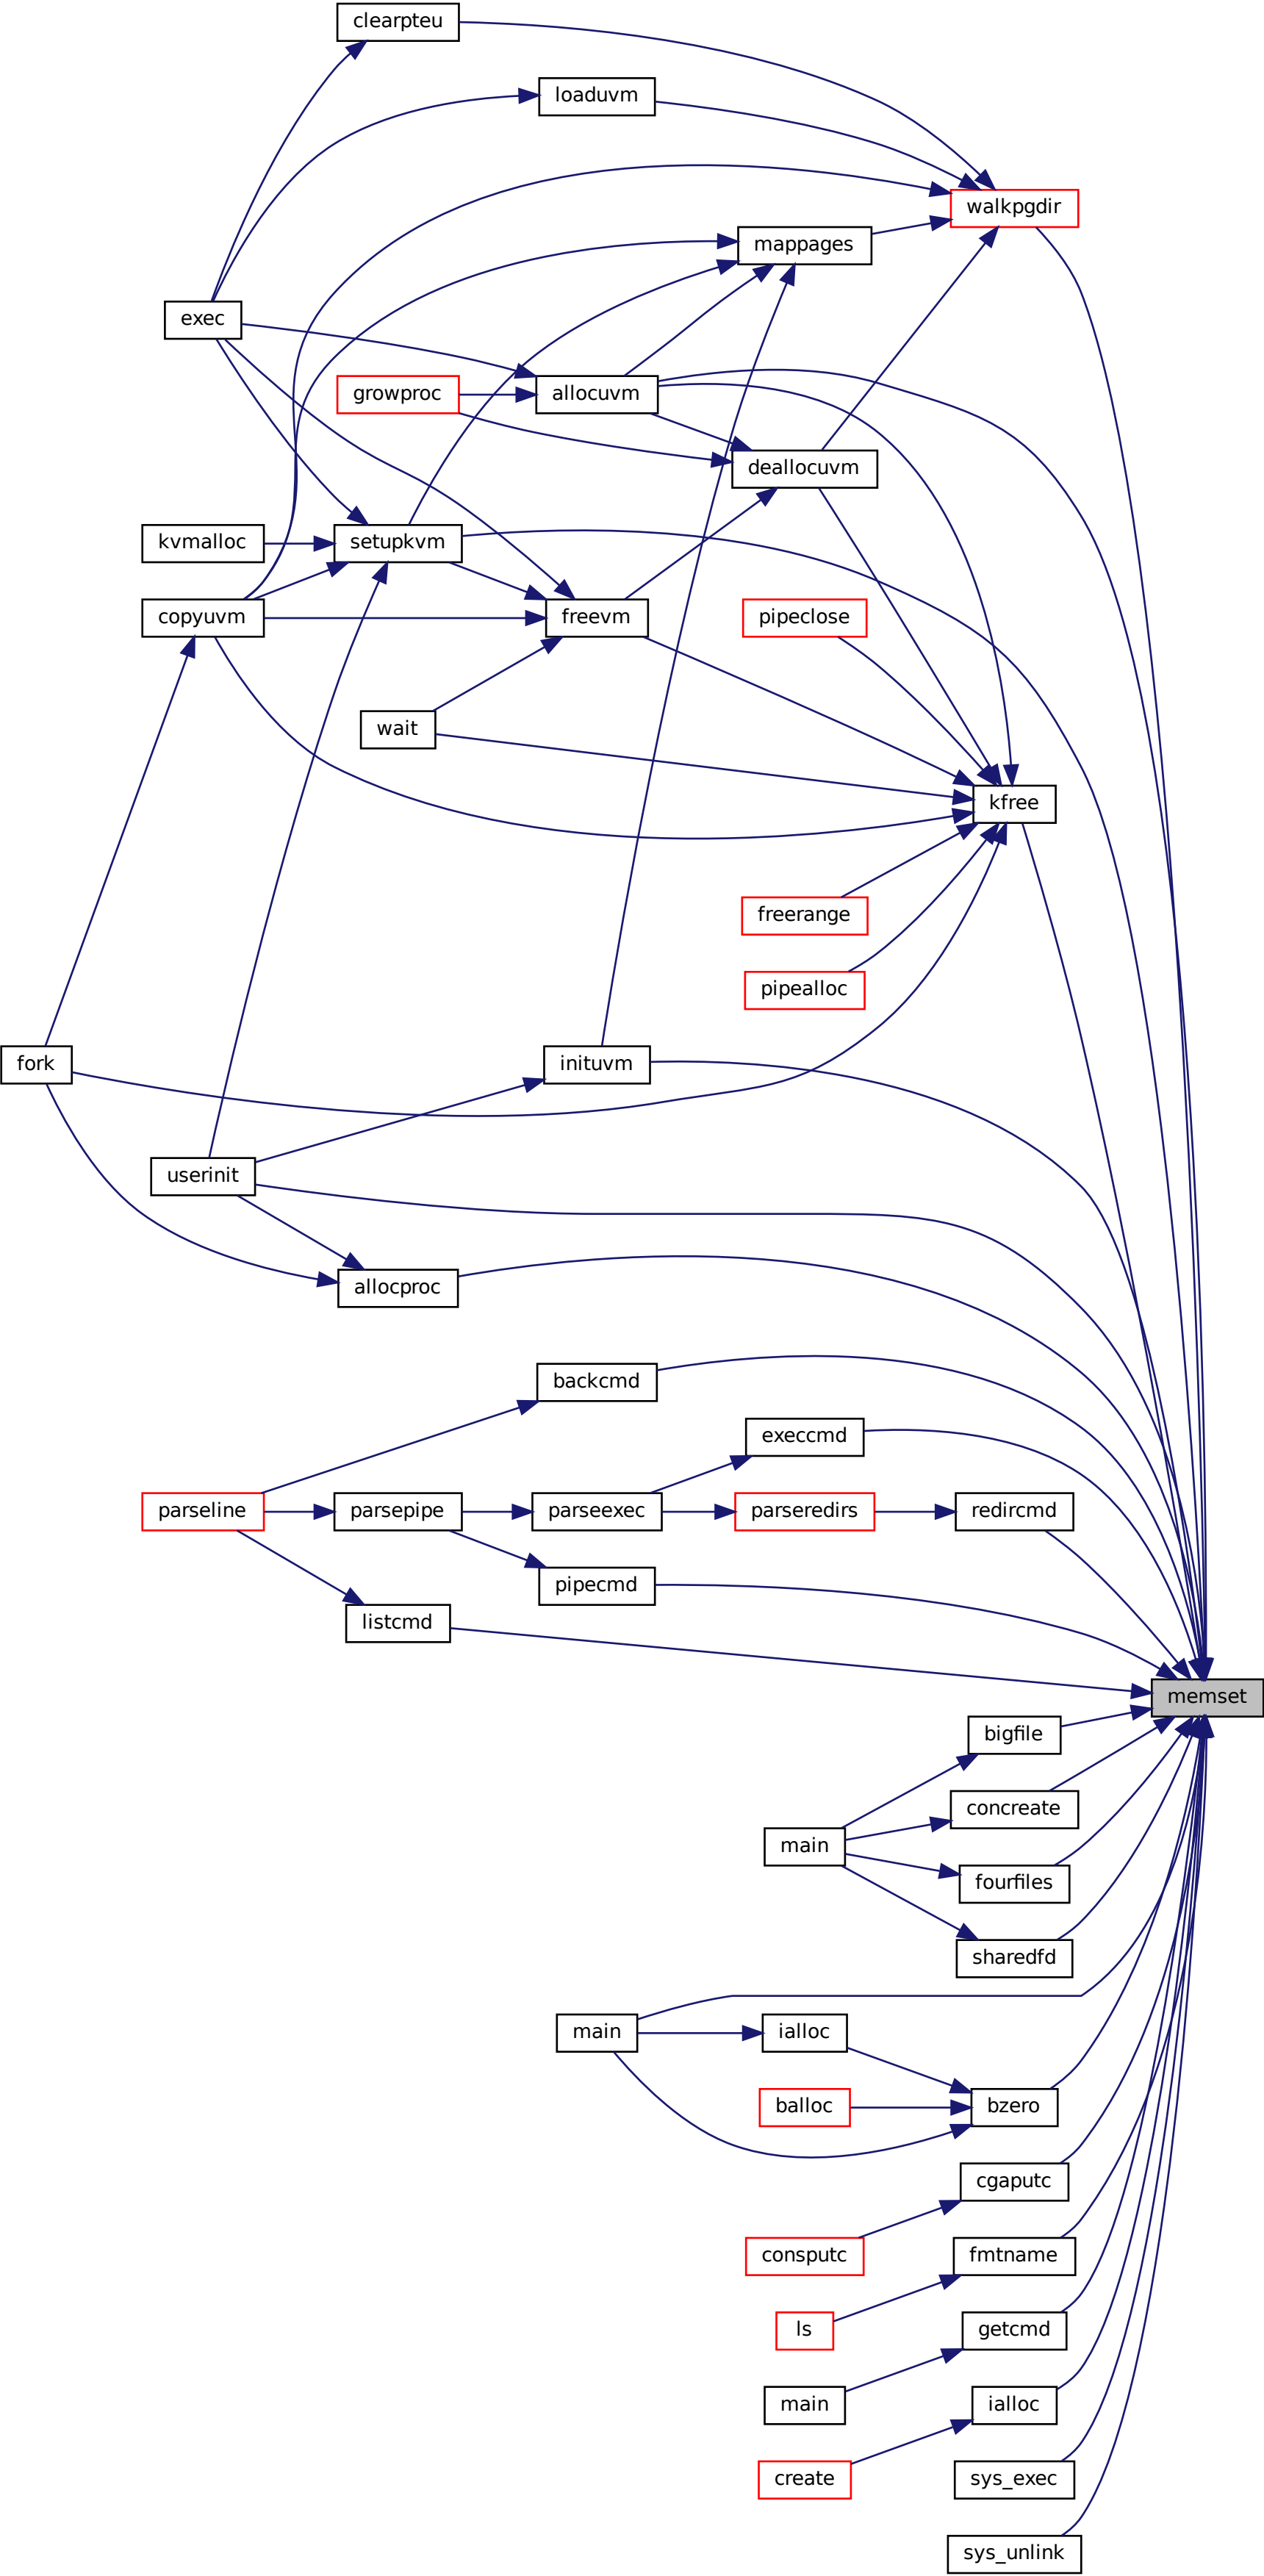 clearpteu
loaduvm
walkpgdir
mappages
exec
growproc
allocuvm
deallocuvm
kvmalloc
setupkvm
copyuvm
freevm
pipeclose
wait
kfree
freerange
pipealloc
fork
inituvm
userinit
allocproc
backcmd
execcmd
parseline
parsepipe
parseexec
parseredirs
redircmd
pipecmd
listcmd
memset
bigfile
concreate
main
fourfiles
sharedfd
main
ialloc
balloc
bzero
cgaputc
consputc
fmtname
ls
getcmd
main
ialloc
create
sys_exec
sys_unlink